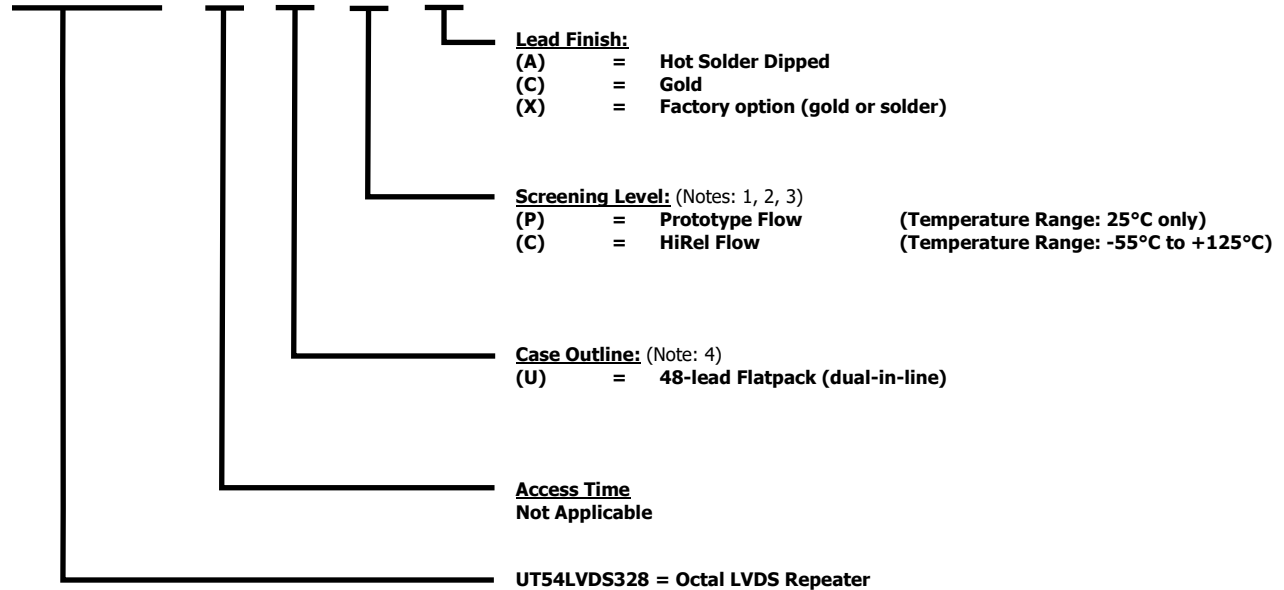 Lead Finish:
(A) = Hot Solder Dipped
(C) = Gold
(X) = Factory option (gold or solder)
Screening Level: (Notes: 1, 2, 3)
(P) = Prototype Flow (Temperature Range: 25°C only)
(C) = HiRel Flow (Temperature Range: -55°C to +125°C)
Case Outline: (Note: 4)
(U) = 48-lead Flatpack (dual-in-line)
Access Time
Not Applicable
UT54LVDS328 = Octal LVDS Repeater